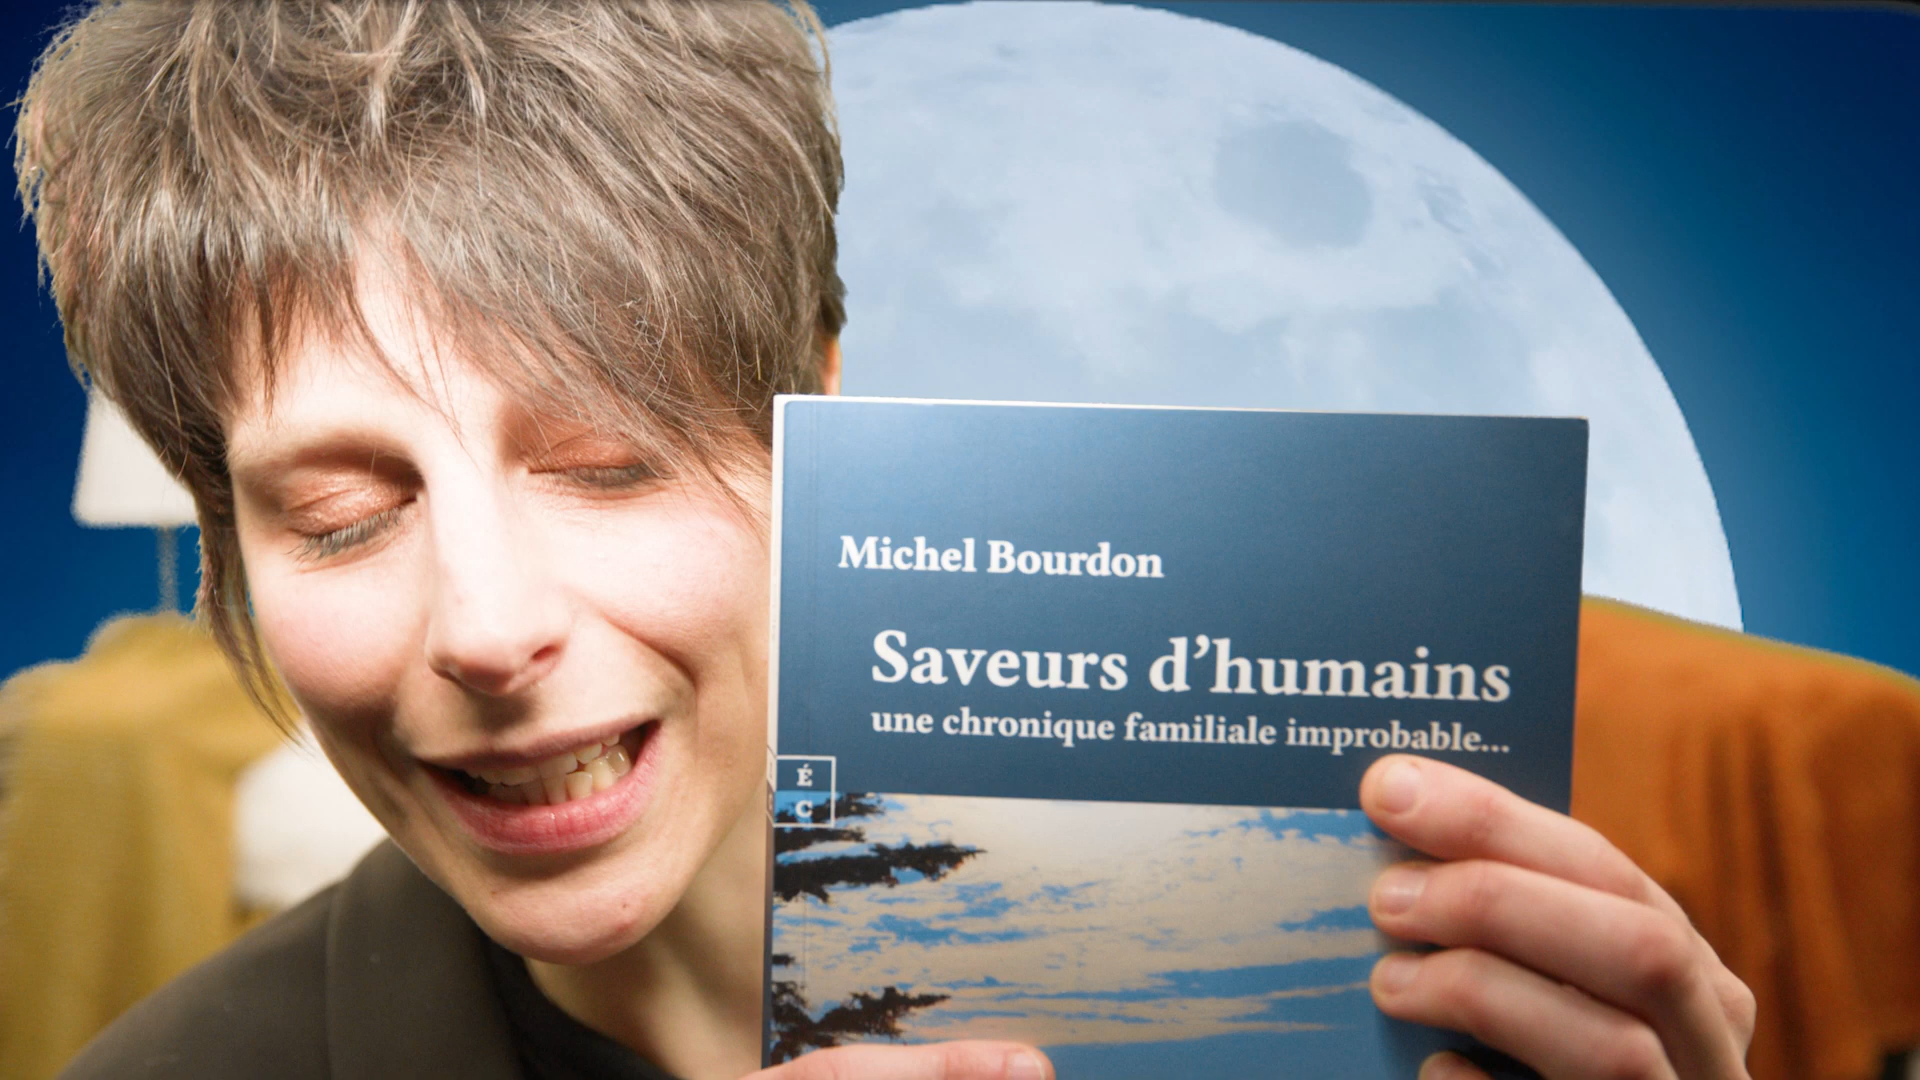 Michel Bourdon
Saveurs d’humains
une chronique familiale improbable...
É
C